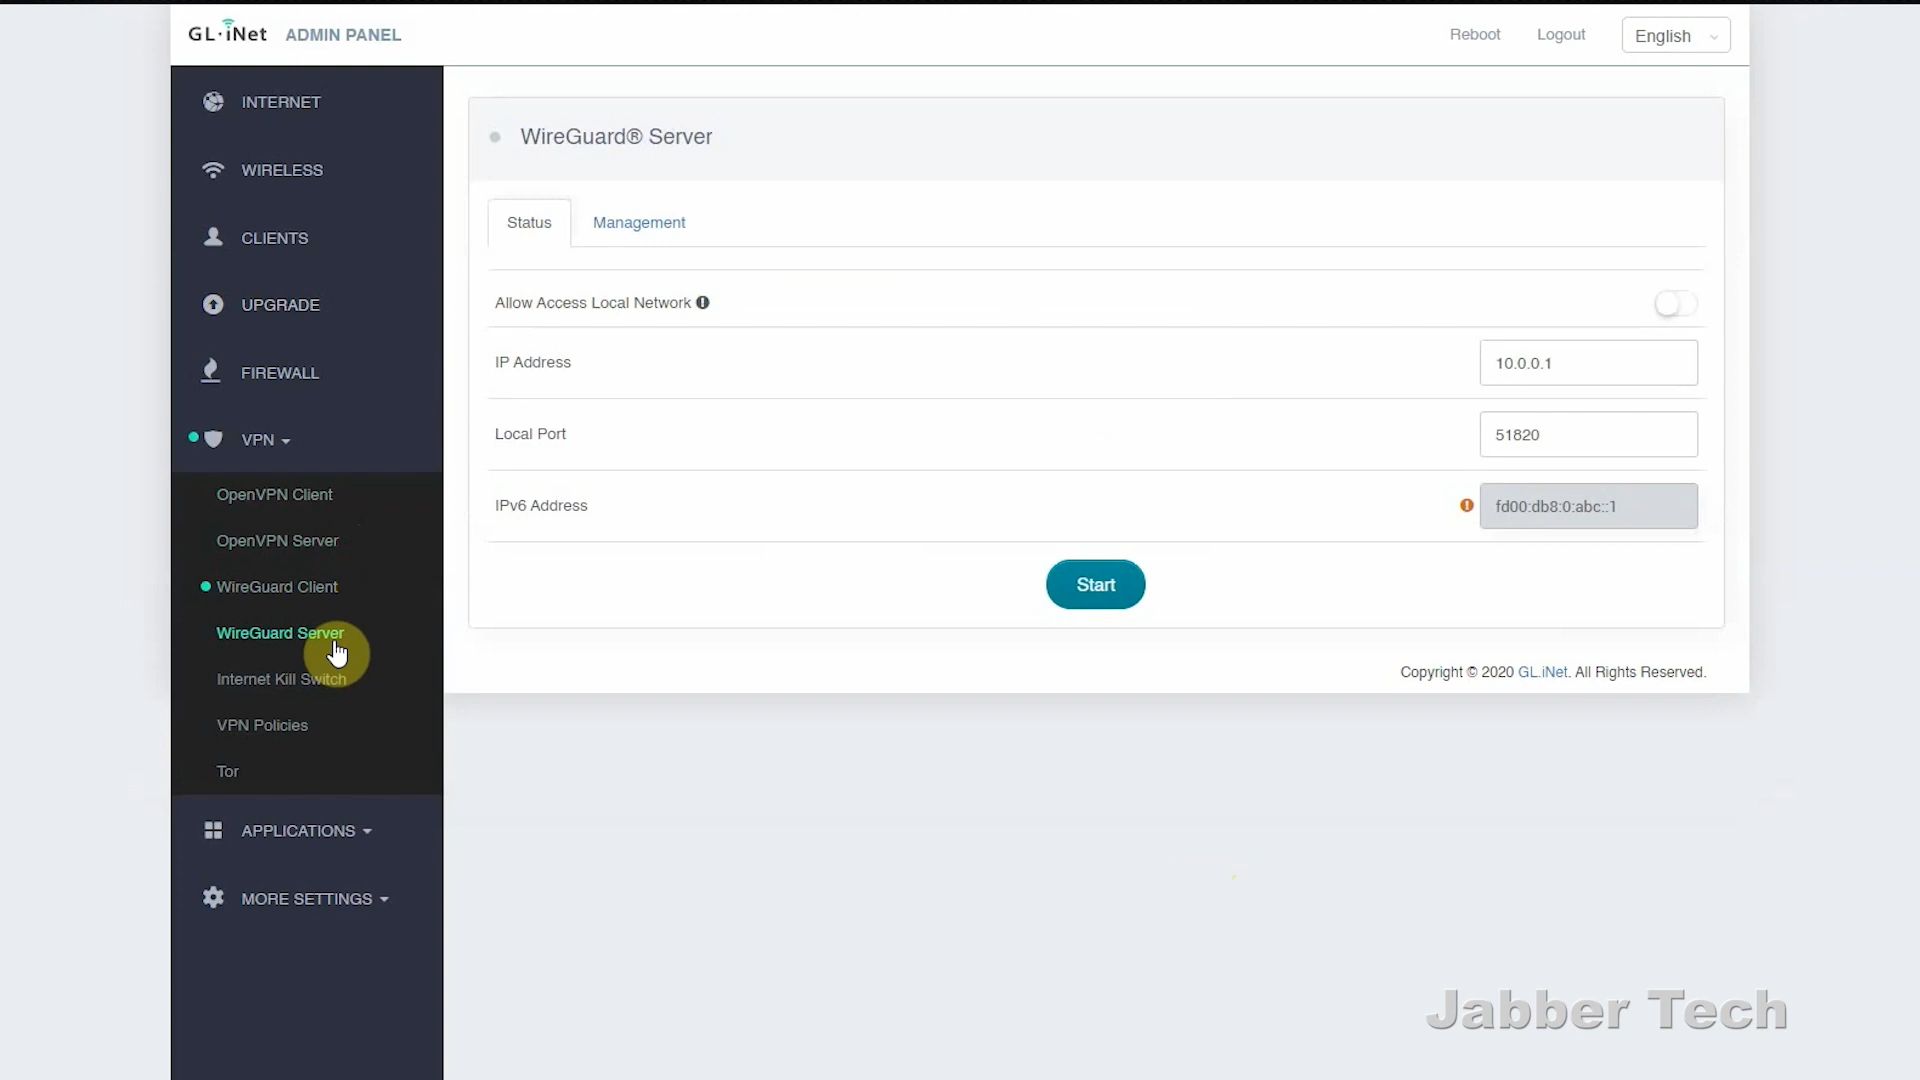 GL·iNet ADMIN PANEL
Reboot
Logout
English
INTERNET
WIRELESS
CLIENTS
UPGRADE
FIREWALL
VPN
OpenVPN Client
OpenVPN Server
WireGuard Client
WireGuard Server
Internet Kill Switch
VPN Policies
Tor
APPLICATIONS
MORE SETTINGS
WireGuard® Server
Status
Management
Allow Access Local Network
IP Address
10.0.0.1
Local Port
51820
IPv6 Address
fd00:db8:0:abc::1
Start
Copyright © 2020 GL.iNet. All Rights Reserved.
Jabber Tech